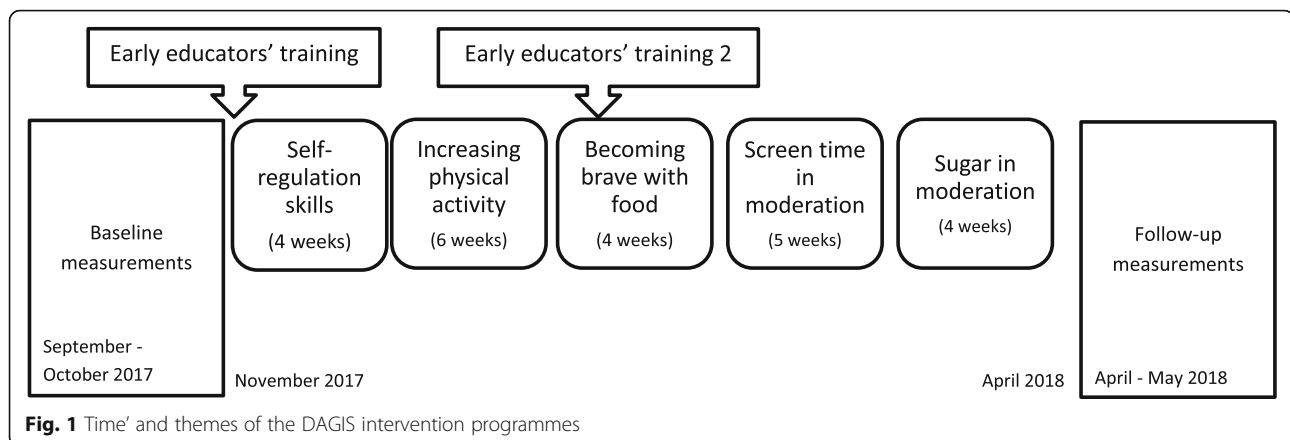 Early educators' training
Early educators' training 2
Baseline
measurements
September -
October 2017
Self-
regulation
skills
(4 weeks)
Increasing
physical
activity
(6 weeks)
Becoming
brave with
food
(4 weeks)
Screen time
in
moderation
(5 weeks)
Sugar in
moderation
(4 weeks)
Follow-up
measurements
April - May 2018
November 2017
April 2018
Fig. 1 Time' and themes of the DAGIS intervention programmes